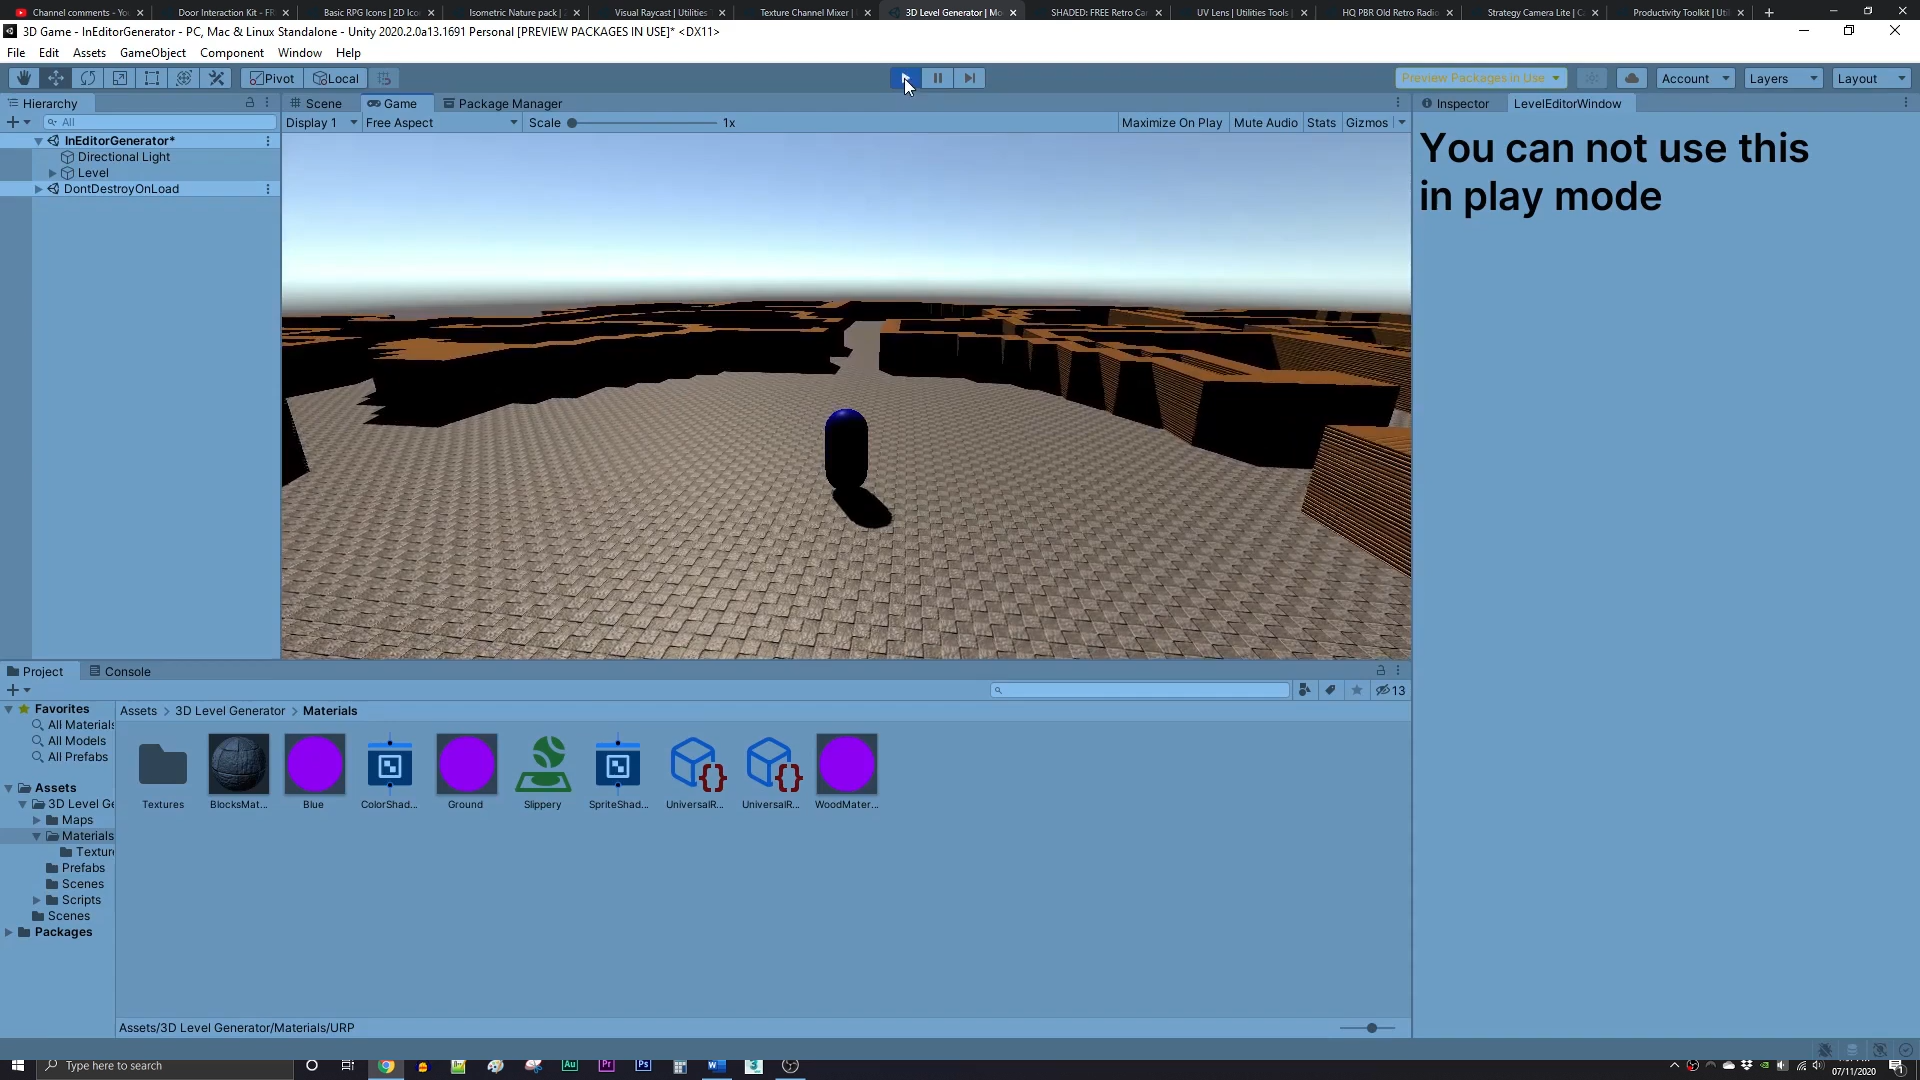 Channel comments - Yo
Door Interaction Kit - FR
Basic RPG Icons | 2D Ico
Isometric Nature pack | 2
Visual Raycast | Utilities T
Texture Channel Mixer |
3D Level Generator | Mo
SHADED: FREE Retro Ca
UV Lens | Utilities Tools |
HQ PBR Old Retro Radio
Strategy Camera Lite | C
Productivity Toolkit | Uti
3D Game - InEditorGenerator - PC, Mac & Linux Standalone - Unity 2020.2.0a13.1691 Personal [PREVIEW PACKAGES IN USE]* <DX11>
File Edit Assets GameObject Component Window Help
Pivot Local Preview Packages in Use Account Layers Layout
Hierarchy Scene Game Package Manager Inspector LevelEditorWindow
All Display 1 Free Aspect Scale 1x Maximize On Play Mute Audio Stats Gizmos
InEditorGenerator*
Directional Light
Level
DontDestroyOnLoad
You can not use this
in play mode
Project Console
13
Favorites
All Materials
All Models
All Prefabs
Assets
3D Level Ge
Maps
Materials
Texture
Prefabs
Scenes
Scripts
Scenes
Packages
Assets > 3D Level Generator > Materials
Textures BlocksMat... Blue ColorShad... Ground Slippery SpriteShad... UniversalR... UniversalR... WoodMater...
Assets/3D Level Generator/Materials/URP
Type here to search
07/11/2020